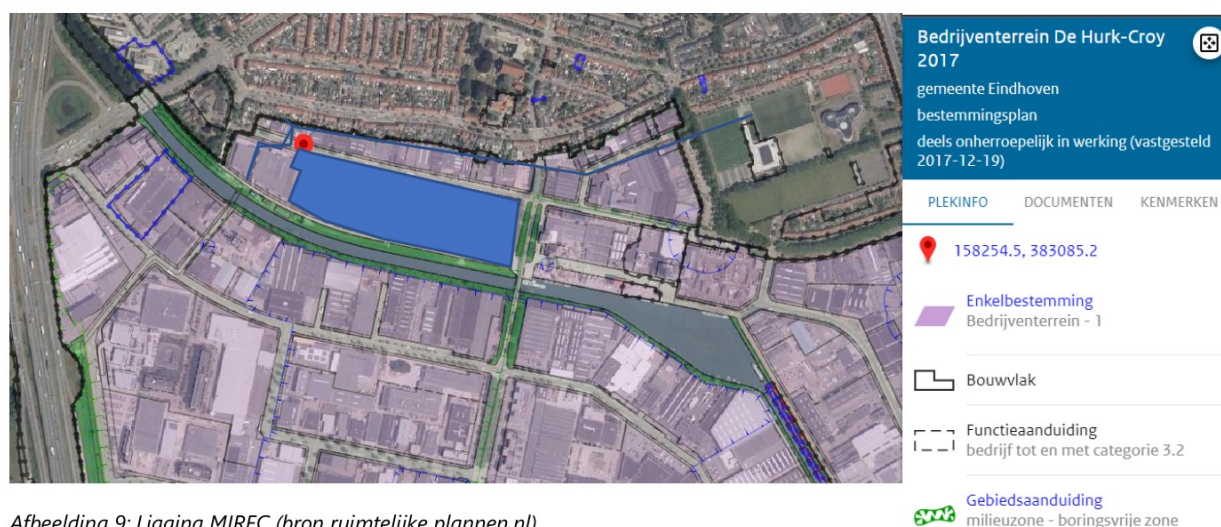 Bedrijventerrein De Hurk-Croy
2017
gemeente Eindhoven
bestemmingsplan
deels onherroepelijk in werking (vastgesteld
2017-12-19)
PLEKINFO DOCUMENTEN KENMERKEN
158254.5, 383085.2
Enkelbestemming
Bedrijventerrein - 1
Bouwvlak
Functieaanduiding
bedrijf tot en met categorie 3.2
Gebiedsaanduiding
milieuzone - boringsvrije zone
Afbeelding 9: Ligging MIREC (bron ruimtelijke plannen.nl)